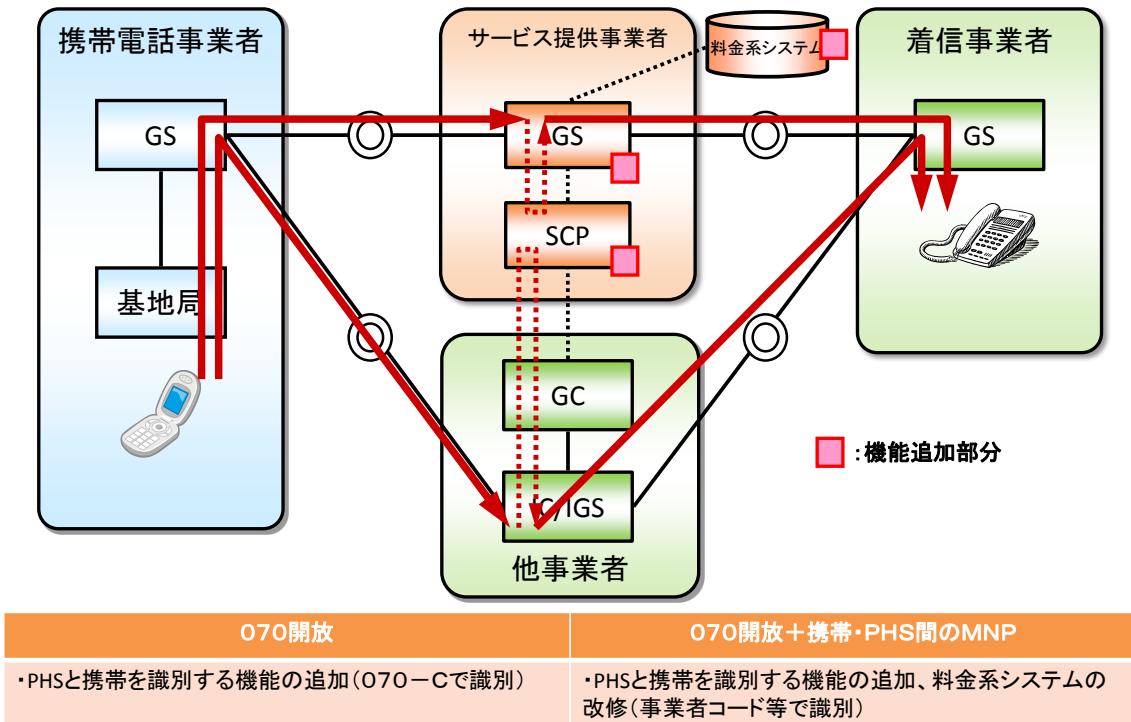 携帯電話事業者
サービス提供事業者
料金系システム
着信事業者
GS
GS
GS
SCP
基地局
GC
IC/IGS
他事業者
:機能追加部分
070開放
070開放+携帯・PHS間のMNP
・PHSと携帯を識別する機能の追加(070-Cで識別)
・PHSと携帯を識別する機能の追加、料金系システムの
改修(事業者コード等で識別)